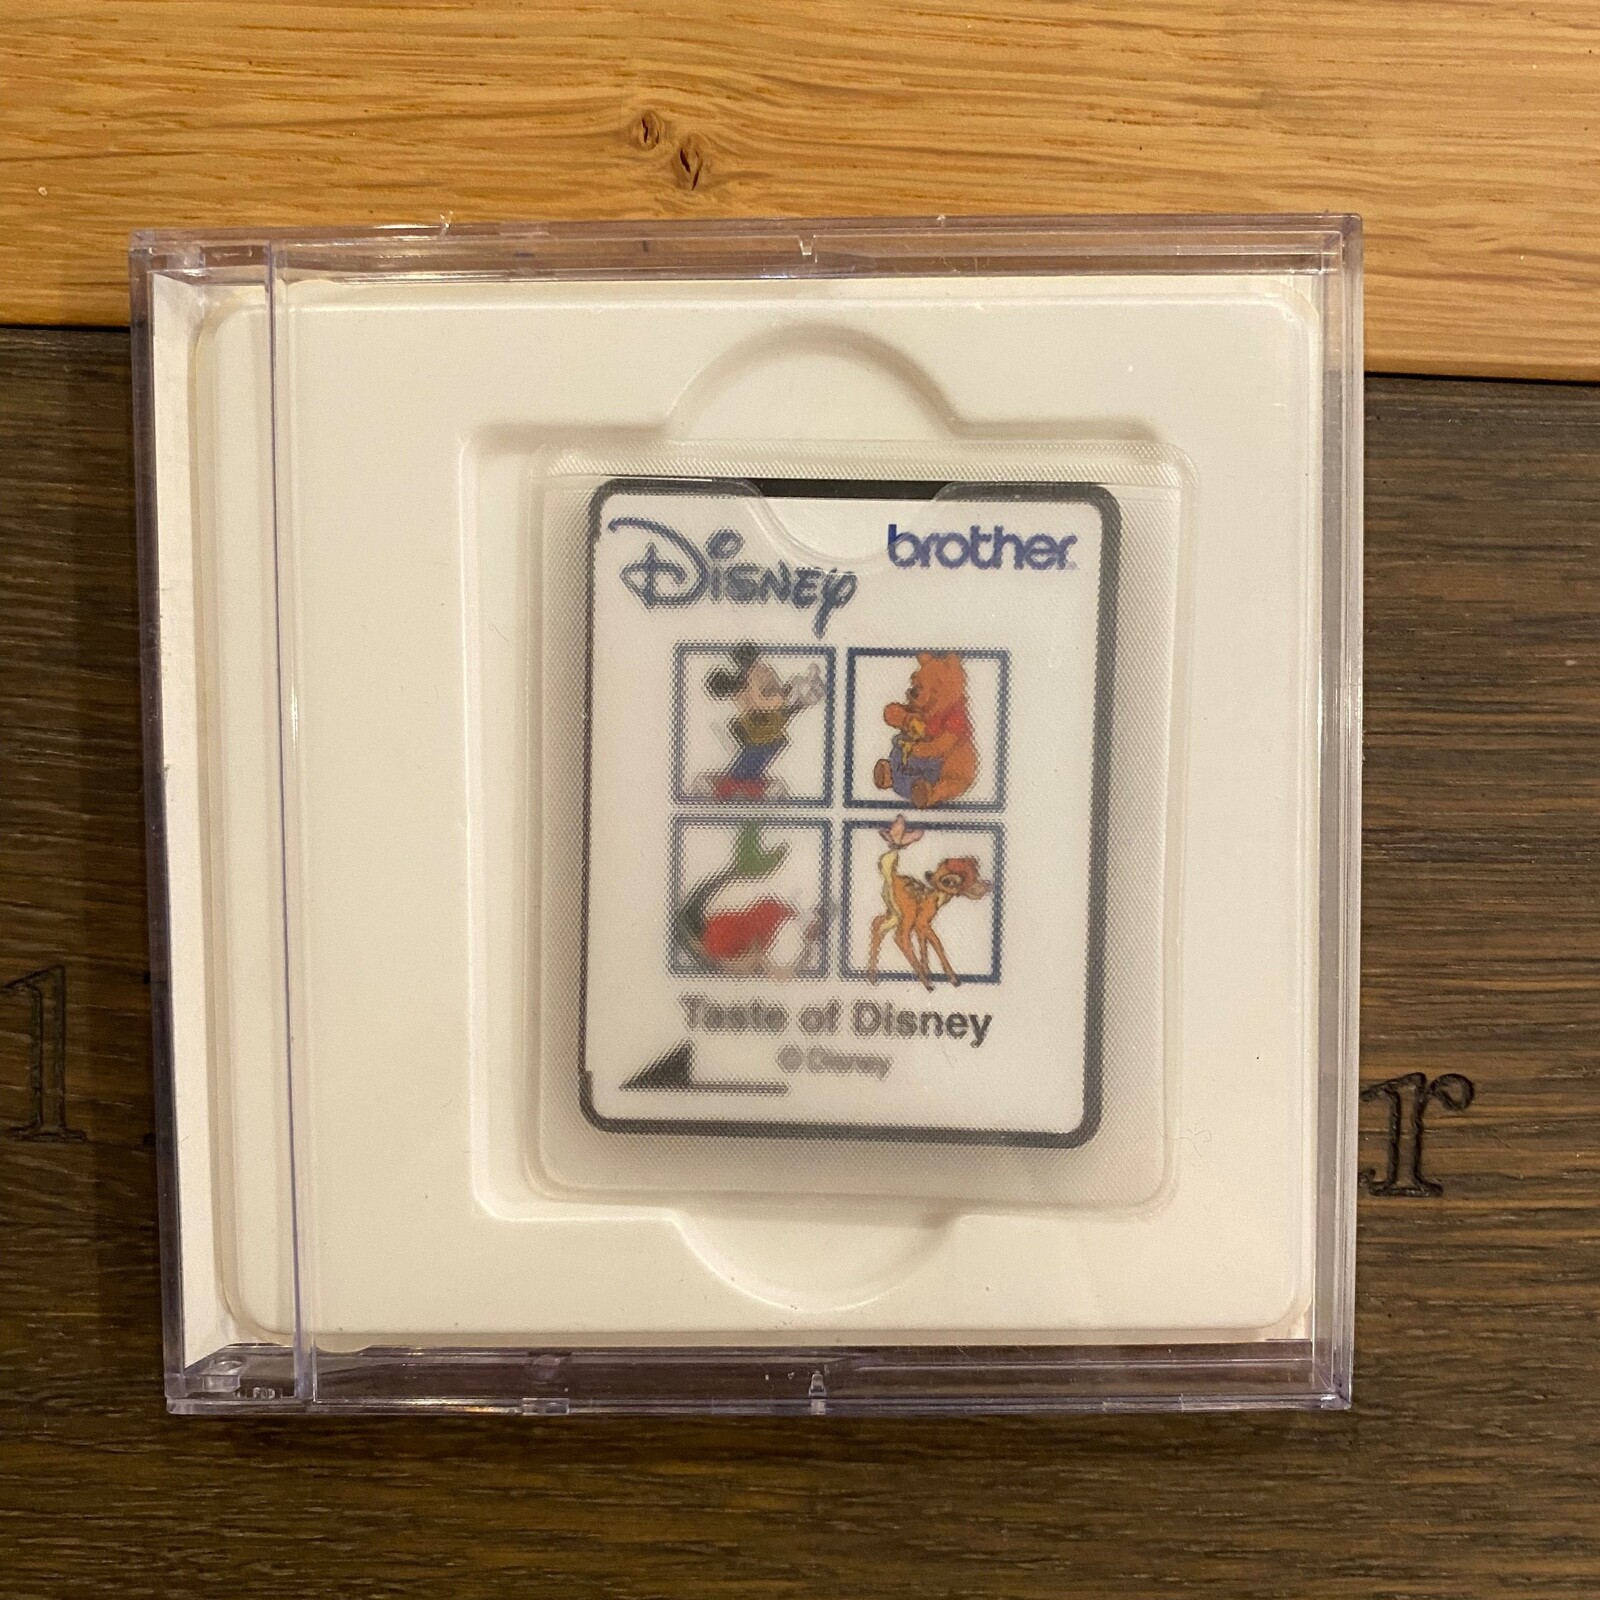 Disney
brother
Taste of Disney
© Disney
r